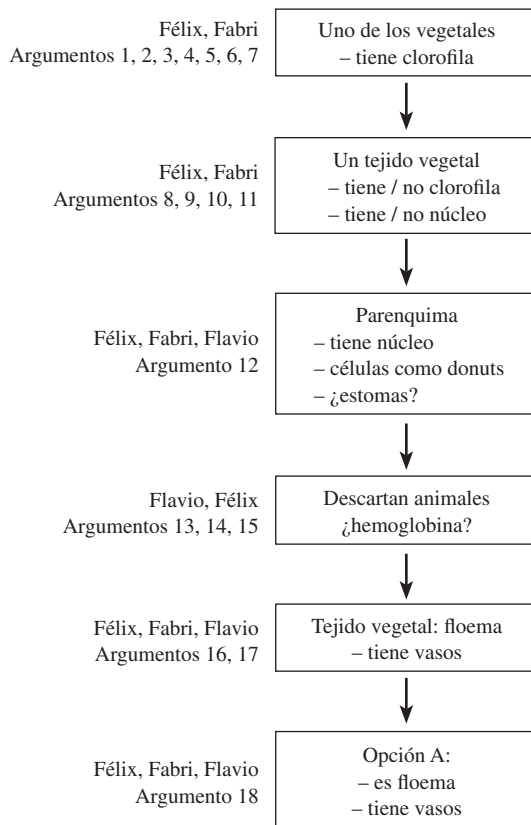 Félix, Fabri
Argumentos 1, 2, 3, 4, 5, 6, 7
Uno de los vegetales
– tiene clorofila
Félix, Fabri
Argumentos 8, 9, 10, 11
Un tejido vegetal
– tiene / no clorofila
– tiene / no núcleo
Félix, Fabri, Flavio
Argumento 12
Parenquima
– tiene núcleo
– células como donuts
– ¿estomas?
Flavio, Félix
Argumentos 13, 14, 15
Descartan animales
¿hemoglobina?
Félix, Fabri, Flavio
Argumentos 16, 17
Tejido vegetal: floema
– tiene vasos
Félix, Fabri, Flavio
Argumento 18
Opción A:
– es floema
– tiene vasos